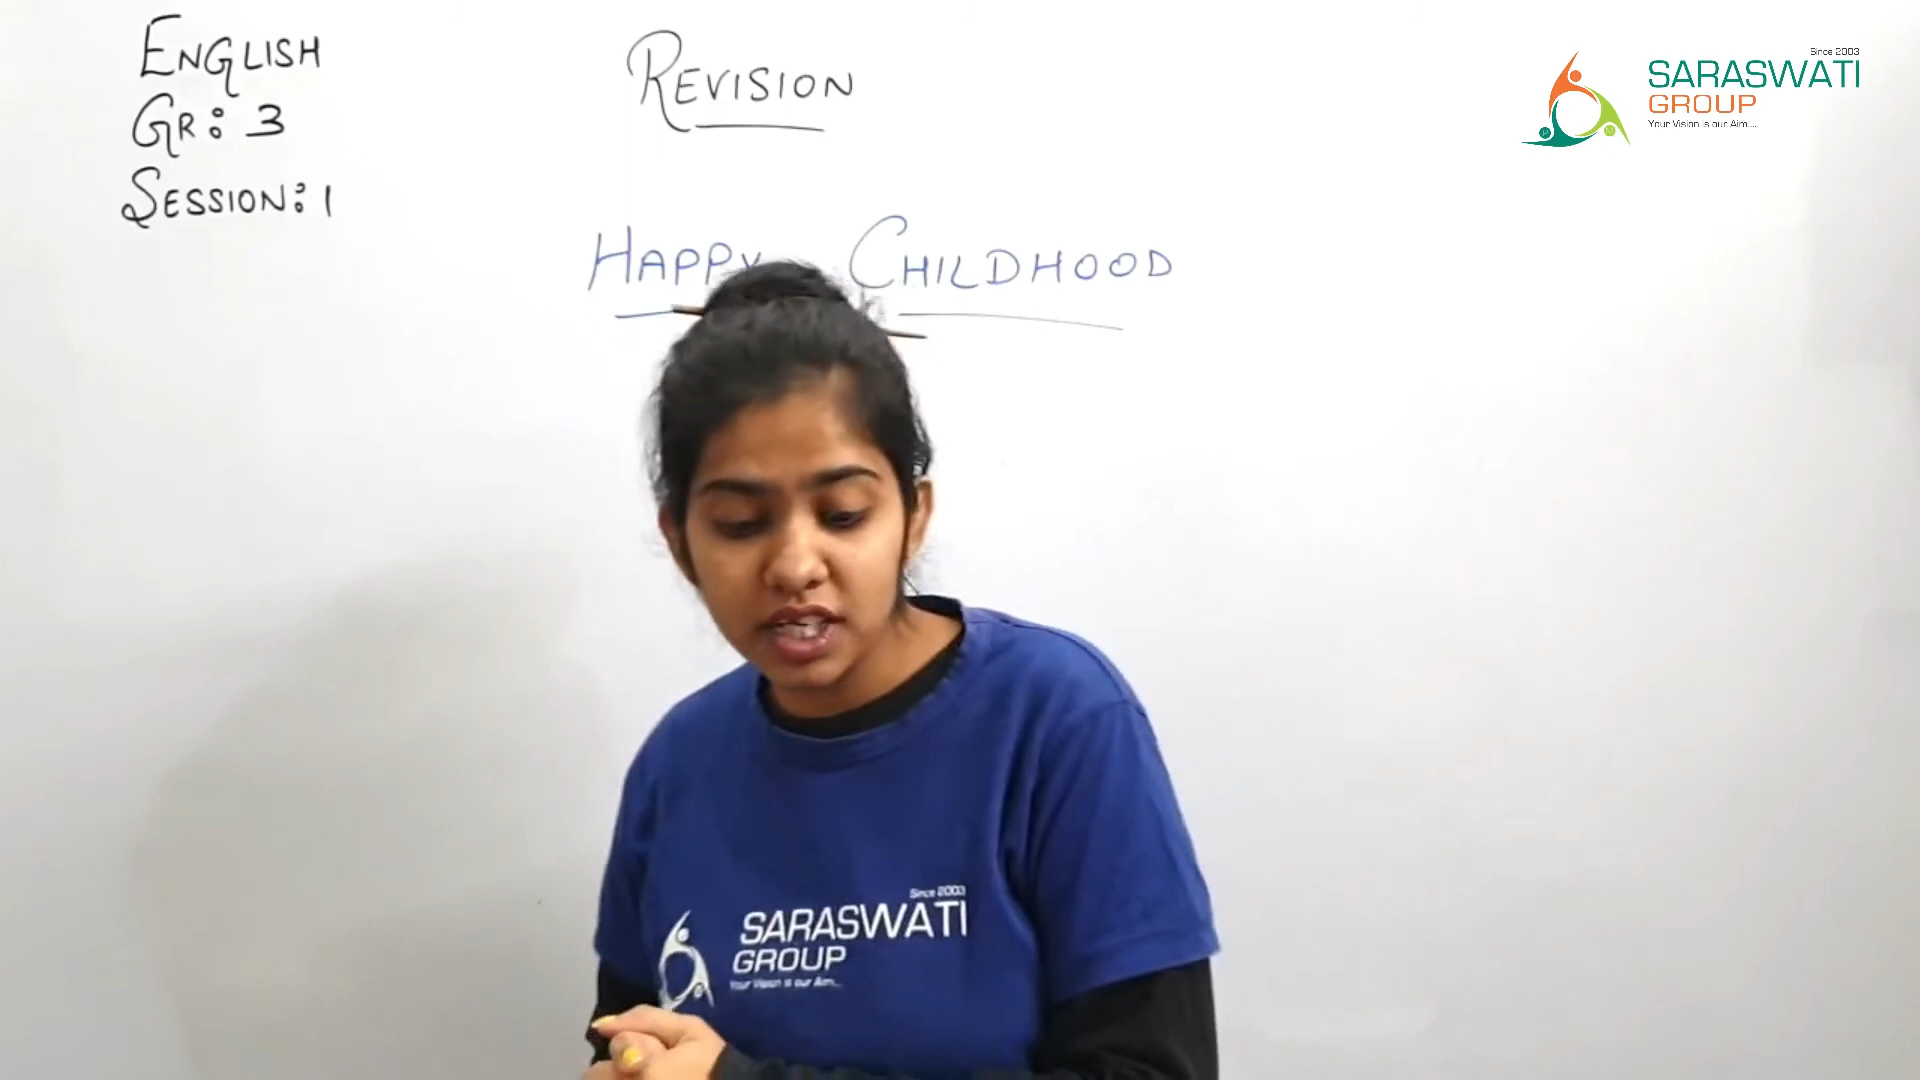 ENGLISH
GR: 3
SESSION: 1
REVISION
HAPPY CHILDHOOD
Since 2003
SARASWATI
GROUP
Your Vision is our Aim....
Since 2003
SARASWATI
GROUP
Your Vision is our Aim....